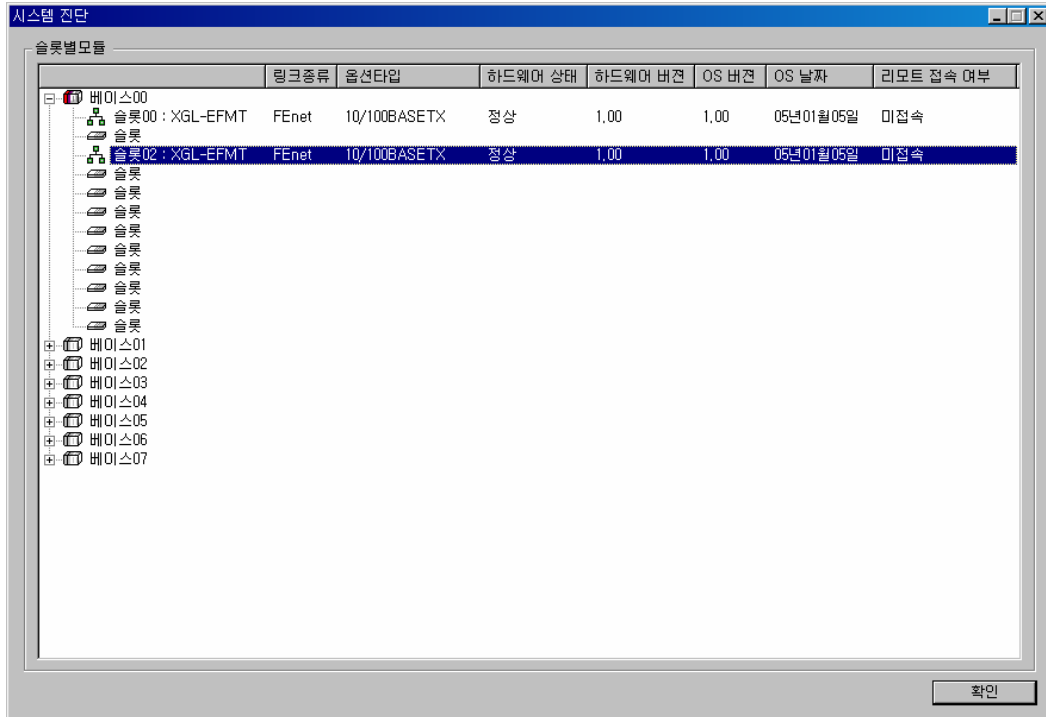 시스템 진단
슬롯별모듈
링크종류 옵션타입 하드웨어 상태 하드웨어 버젼 OS 버젼 OS 날짜 리모트 접속 여부
베이스00
슬롯00 : XGL-EFMT FEnet 10/100BASETX 정상 1.00 1.00 05년01월05일 미접속
슬롯
슬롯02 : XGL-EFMT FEnet 10/100BASETX 정상 1.00 1.00 05년01월05일 미접속
슬롯
슬롯
슬롯
슬롯
슬롯
슬롯
슬롯
슬롯
슬롯
베이스01
베이스02
베이스03
베이스04
베이스05
베이스06
베이스07
확인